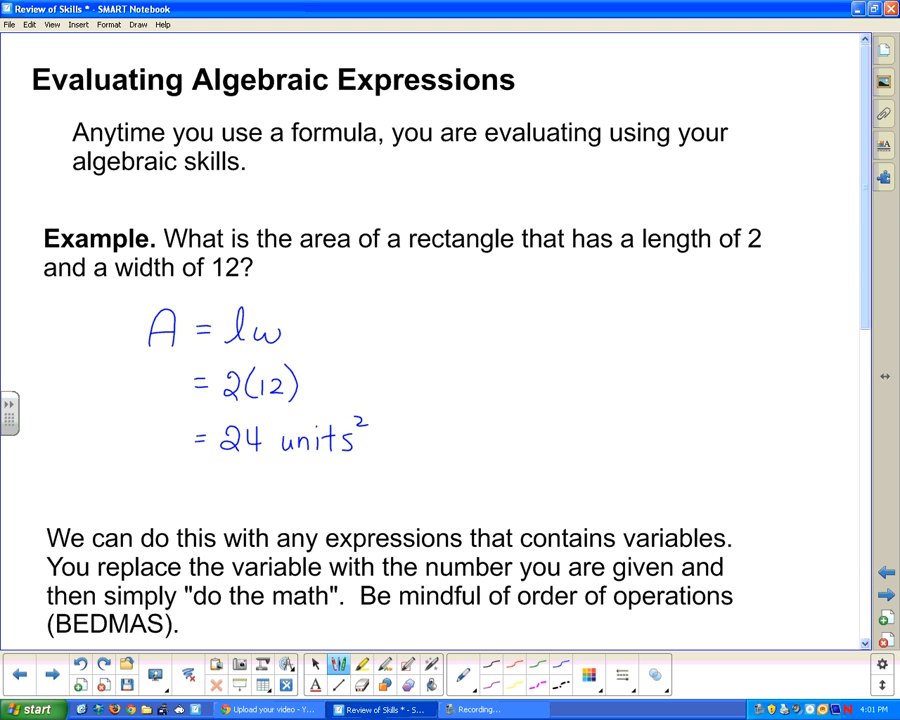 Review of Skills * - SMART Notebook
File Edit View Insert Format Draw Help
Evaluating Algebraic Expressions
Anytime you use a formula, you are evaluating using your
algebraic skills.
Example. What is the area of a rectangle that has a length of 2
and a width of 12?
A = lw
= 2(12)
= 24 units²
We can do this with any expressions that contains variables.
You replace the variable with the number you are given and
then simply "do the math". Be mindful of order of operations
(BEDMAS).
start Upload your video - Y... Review of Skills * - S... Recording... 4:01 PM